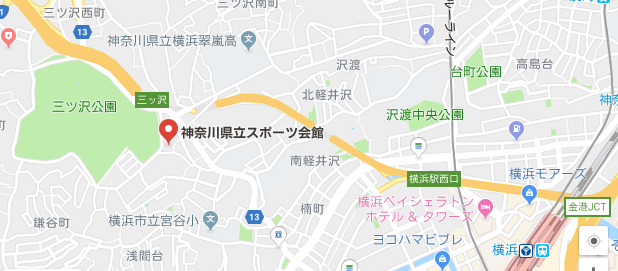 三ツ沢南町
三ツ沢西町
13
神奈川県立横浜翠嵐高
文
P
三ツ沢公園
三ッ沢
沢渡
北軽井沢
台町公園
高島台
沢渡中央公園
神奈川県立スポーツ会館
南軽井沢
横浜駅西口
横浜モアーズ
鎌谷町
横浜市立宮谷小
文
13
楠町
横浜ベイシェラトン
ホテル & タワーズ
金港JCT
浅間台
ヨコハマビブレ
横浜